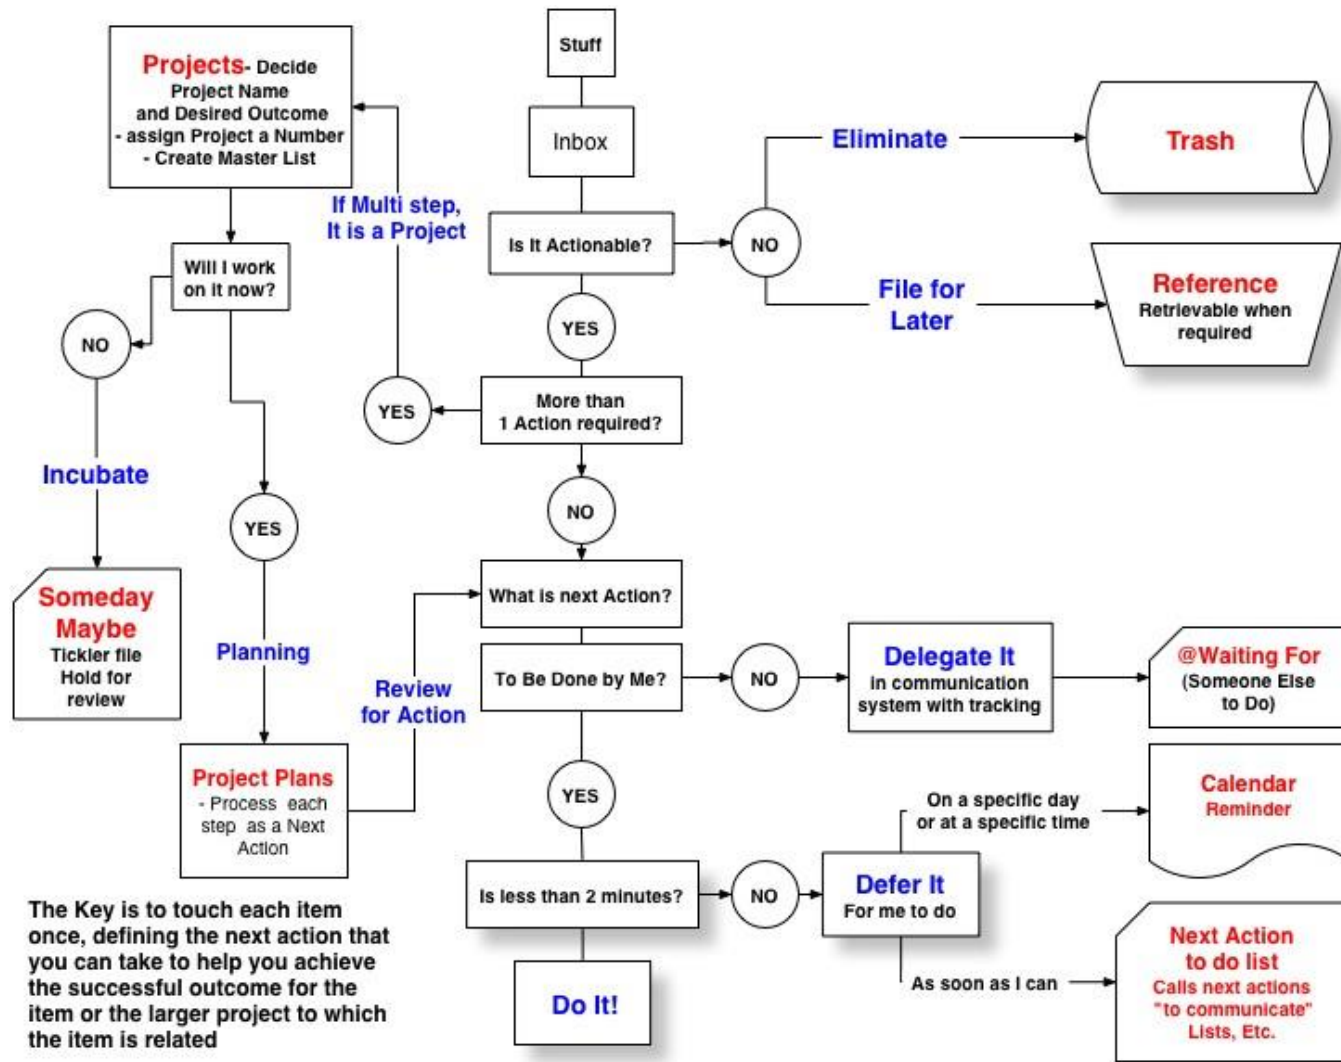 Stuff
Inbox
Is It Actionable?
NO
Eliminate
Trash
File for
Later
Reference
Retrievable when
required
YES
More than
1 Action required?
YES
If Multi step,
It is a Project
Projects- Decide
Project Name
and Desired Outcome
- assign Project a Number
- Create Master List
Will I work
on it now?
NO
Incubate
Someday
Maybe
Tickler file
Hold for
review
YES
Planning
Project Plans
- Process each
step as a Next
Action
Review
for Action
NO
What is next Action?
To Be Done by Me?
NO
Delegate It
in communication
system with tracking
@Waiting For
(Someone Else
to Do)
YES
Is less than 2 minutes?
NO
Defer It
For me to do
On a specific day
or at a specific time
Calendar
Reminder
As soon as I can
Next Action
to do list
Calls next actions
"to communicate"
Lists, Etc.
Do It!
The Key is to touch each item
once, defining the next action that
you can take to help you achieve
the successful outcome for the
item or the larger project to which
the item is related